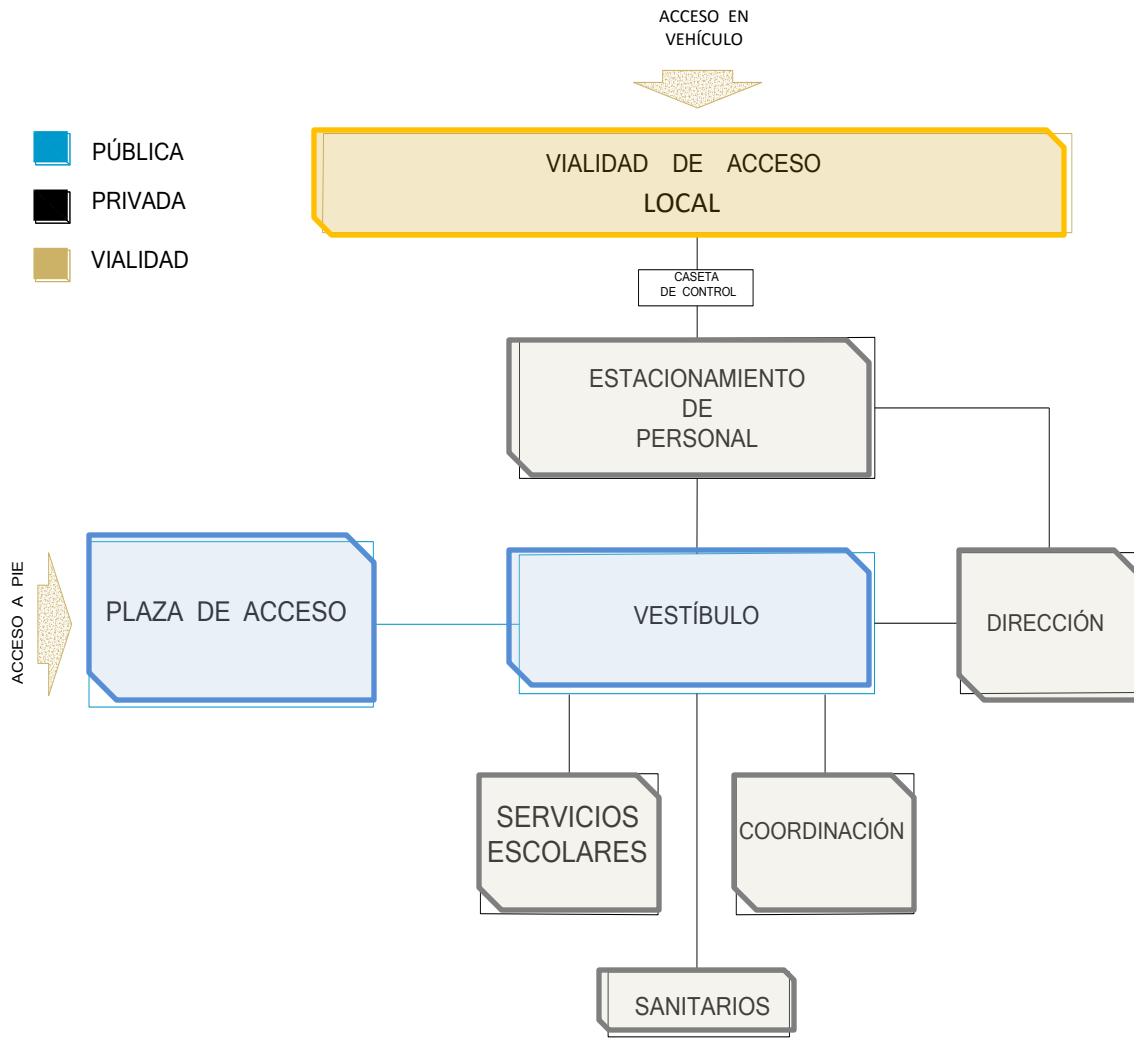 ACCESO EN
VEHÍCULO
PÚBLICA
PRIVADA
VIALIDAD
VIALIDAD DE ACCESO
LOCAL
CASETA
DE CONTROL
ESTACIONAMIENTO
DE
PERSONAL
ACCESO A PIE
PLAZA DE ACCESO
VESTÍBULO
DIRECCIÓN
SERVICIOS
ESCOLARES
COORDINACIÓN
SANITARIOS